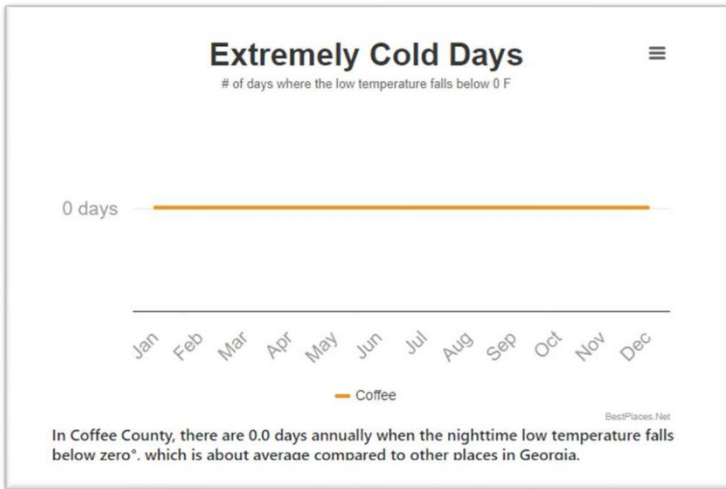 Extremely Cold Days
# of days where the low temperature falls below 0 F
0 days
Jan Feb Mar Apr May Jun Jul Aug Sep Oct Nov Dec
Coffee
BestPlaces.Net
In Coffee County, there are 0.0 days annually when the nighttime low temperature falls
below zero°, which is about average compared to other places in Georgia.